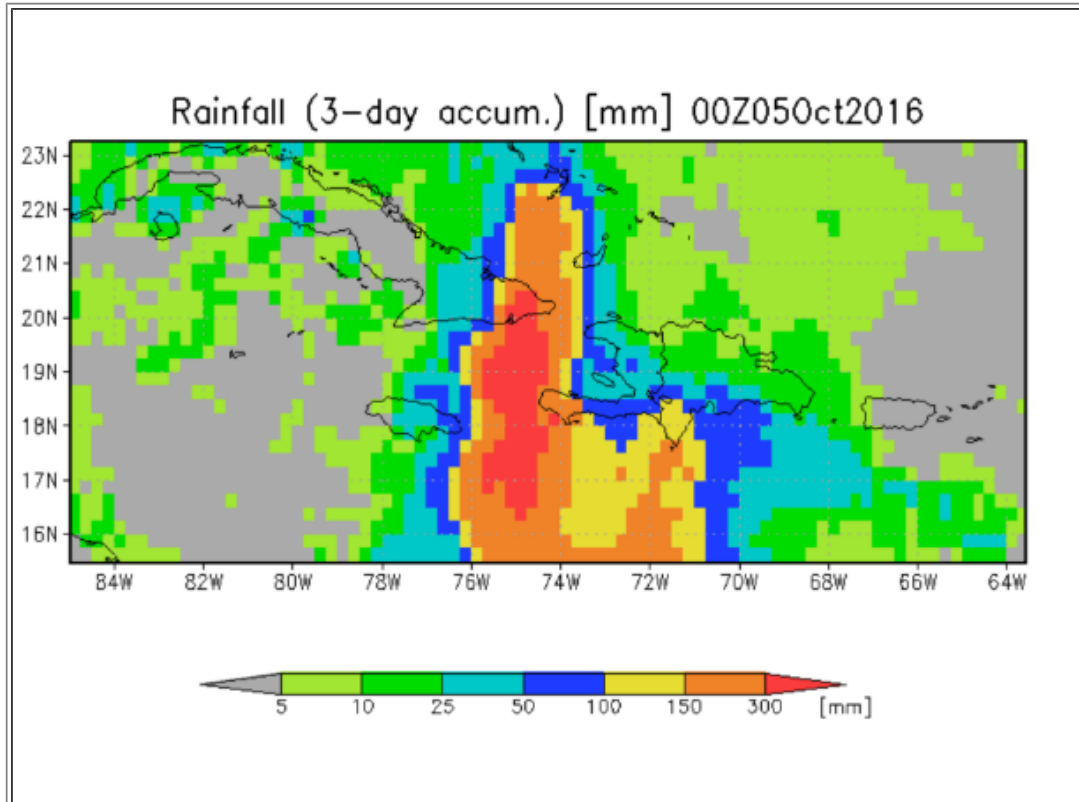 Rainfall (3-day accum.) [mm] 00Z05Oct2016
23N
22N
21N
20N
19N
18N
17N
16N
84W 82W 80W 78W 76W 74W 72W 70W 68W 66W 64W
5 10 25 50 100 150 300 [mm]